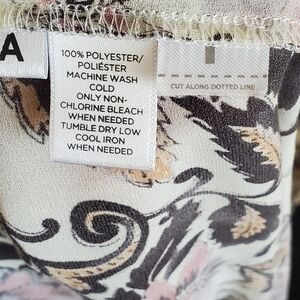 A
100% POLYESTER/
POLIÉSTER
MACHINE WASH
COLD
ONLY NON-
CHLORINE BLEACH
WHEN NEEDED
TUMBLE DRY LOW
COOL IRON
WHEN NEEDED
CUT ALONG DOTTED LINE